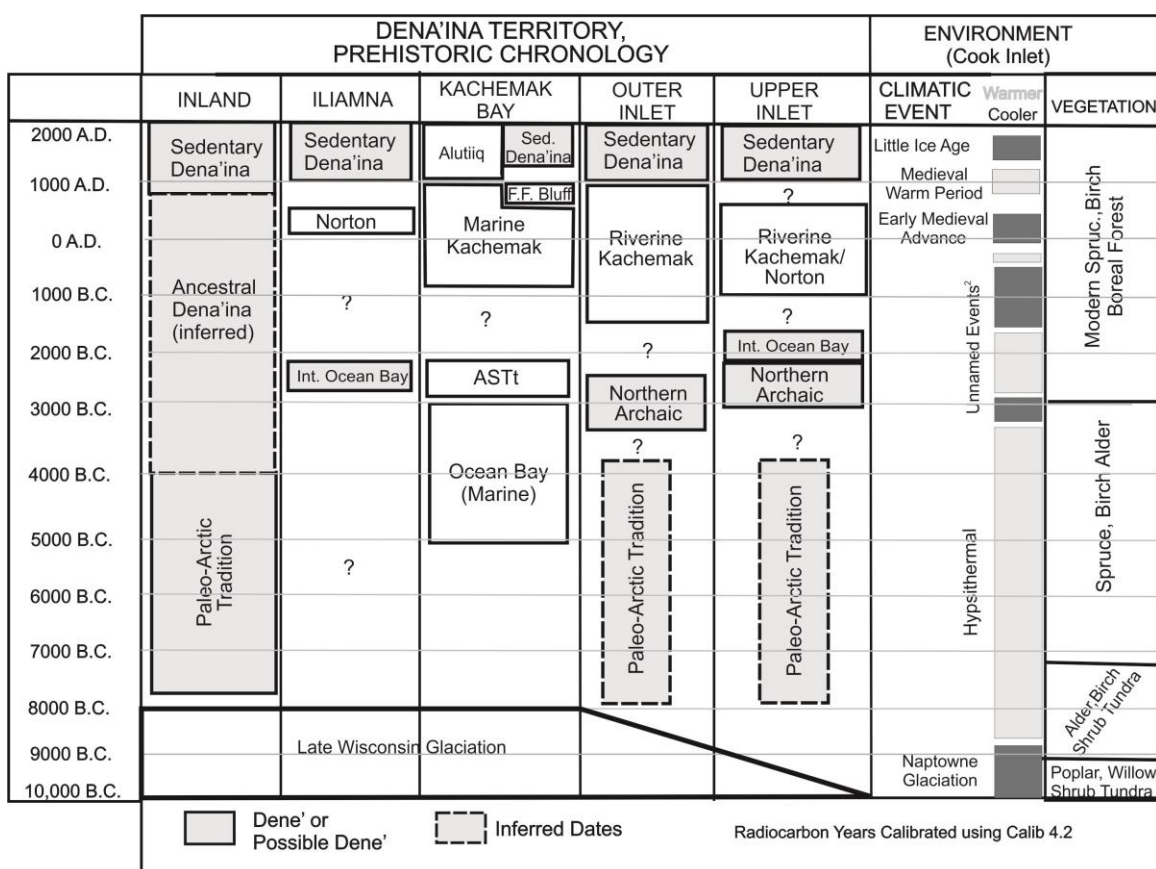 DENA'INA TERRITORY,
PREHISTORIC CHRONOLOGY
ENVIRONMENT
(Cook Inlet)
INLAND
ILIAMNA
KACHEMAK
BAY
OUTER
INLET
UPPER
INLET
CLIMATIC
EVENT
Warmer
Cooler
VEGETATION
2000 A.D.
1000 A.D.
0 A.D.
1000 B.C.
2000 B.C.
3000 B.C.
4000 B.C.
5000 B.C.
6000 B.C.
7000 B.C.
8000 B.C.
9000 B.C.
10,000 B.C.
Sedentary
Dena'ina
Ancestral
Dena'ina
(inferred)
Paleo-Arctic
Tradition
Sedentary
Dena'ina
Norton
?
Int. Ocean Bay
?
Alutiiq
Sed.
Dena'ina
F.F. Bluff
Marine
Kachemak
?
ASTt
Ocean Bay
(Marine)
Sedentary
Dena'ina
Riverine
Kachemak
?
Northern
Archaic
?
Paleo-Arctic Tradition
Sedentary
Dena'ina
?
Riverine
Kachemak/
Norton
?
Int. Ocean Bay
Northern
Archaic
?
Paleo-Arctic Tradition
Late Wisconsin Glaciation
Little Ice Age
Medieval
Warm Period
Early Medieval
Advance
Unnamed Events²
Hypsithermal
Naptowne
Glaciation
Modern Spruc.,Birch
Boreal Forest
Spruce, Birch Alder
Alder,Birch
Shrub Tundra
Poplar, Willow
Shrub Tundra
Dene' or
Possible Dene'
Inferred Dates
Radiocarbon Years Calibrated using Calib 4.2